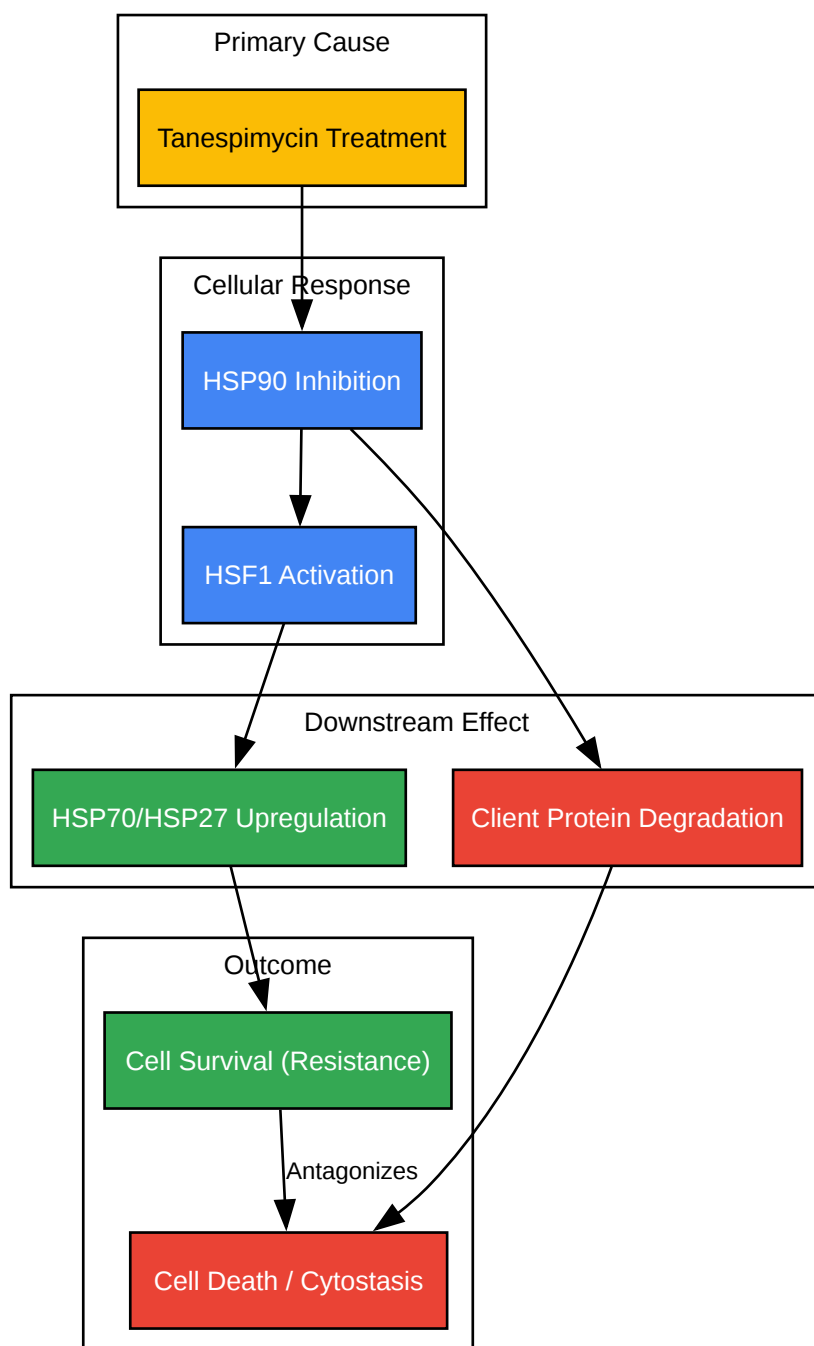 Primary Cause
Tanespimycin Treatment
Cellular Response
HSP90 Inhibition
HSF1 Activation
Downstream Effect
HSP70/HSP27 Upregulation
Client Protein Degradation
Outcome
Cell Survival (Resistance)
Antagonizes
Cell Death / Cytostasis